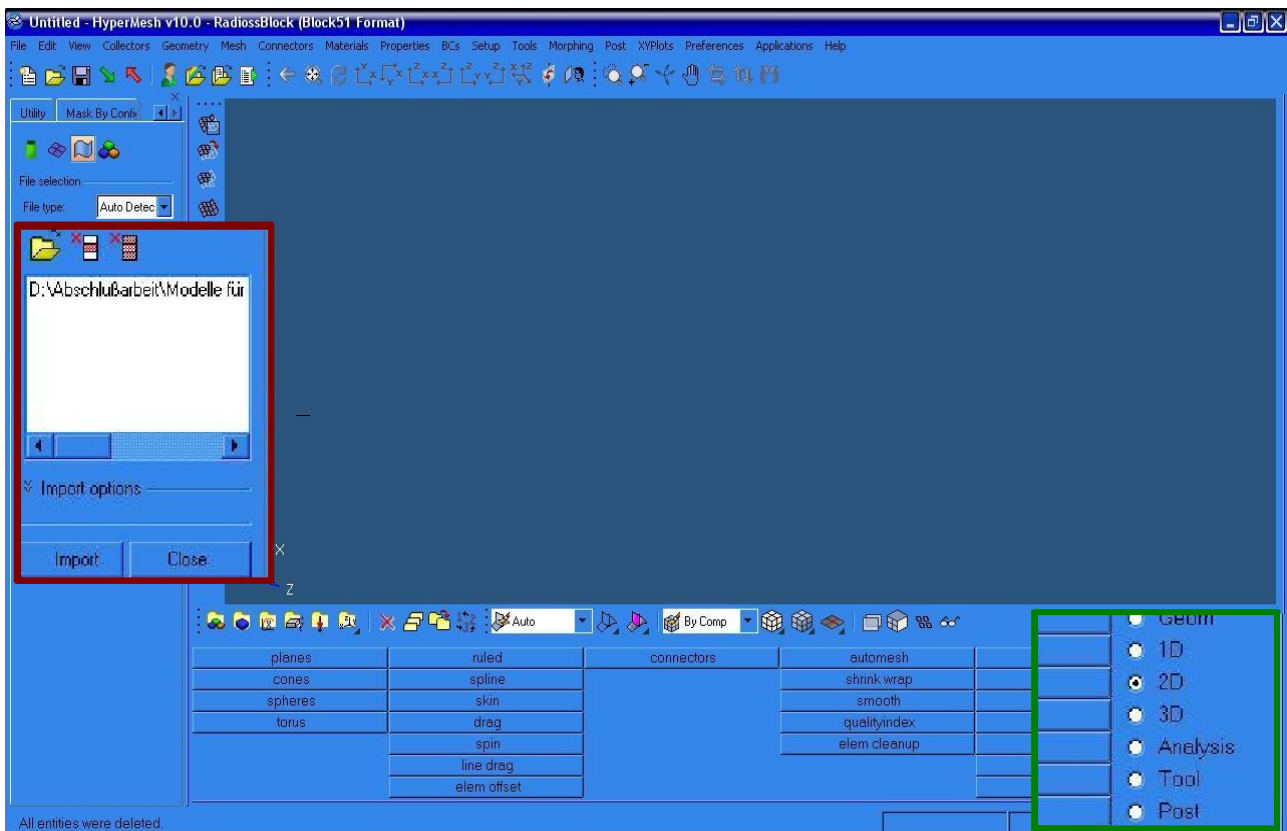 Untitled - HyperMesh v10.0 - RadiossBlock (Block51 Format)
File Edit View Collectors Geometry Mesh Connectors Materials Properties BCs Setup Tools Morphing Post XYPlots Preferences Applications Help
Utility Mask By Config
File selection
File type: Auto Detec
D:\Abschlußarbeit\Modelle für
Import options
Import Close
X
Z
Auto By Comp
planes ruled connectors automesh
cones spline shrink wrap
spheres skin smooth
torus drag qualityindex
spin elem cleanup
line drag
elem offset
Geom
1D
2D
3D
Analysis
Tool
Post
All entities were deleted.